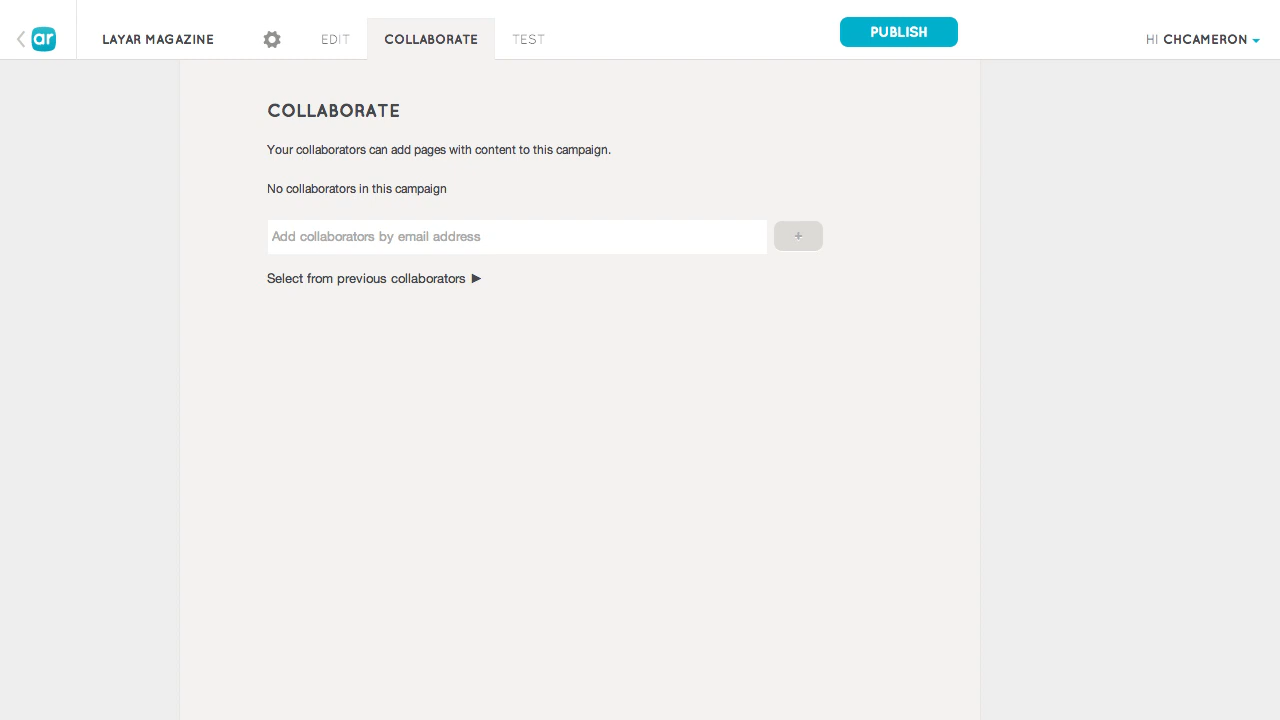 ar
LAYAR MAGAZINE
EDIT
COLLABORATE
TEST
PUBLISH
HI CHCAMERON
COLLABORATE
Your collaborators can add pages with content to this campaign.
No collaborators in this campaign
Add collaborators by email address
+
Select from previous collaborators ►